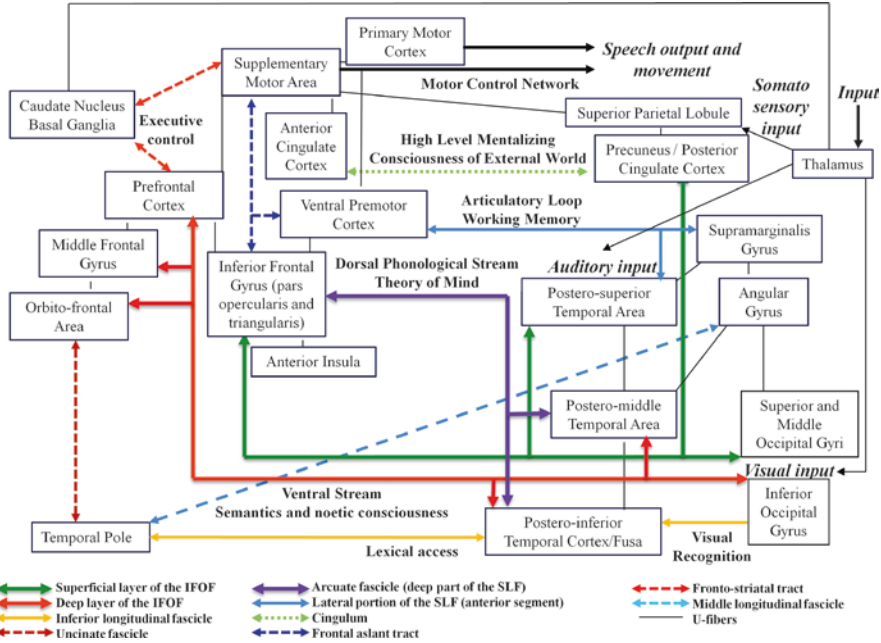 Primary Motor
Cortex
Speech output and
movement
Supplementary
Motor Area
Motor Control Network
Somato
sensory
input
Input
Caudate Nucleus
Basal Ganglia
Executive
control
Anterior
Cingulate
Cortex
High Level Mentalizing
Consciousness of External World
Superior Parietal Lobule
Precuneus / Posterior
Cingulate Cortex
Thalamus
Prefrontal
Cortex
Ventral Premotor
Cortex
Articulatory Loop
Working Memory
Supramarginalis
Gyrus
Middle Frontal
Gyrus
Inferior Frontal
Gyrus (pars
opercularis and
triangularis)
Dorsal Phonological Stream
Theory of Mind
Auditory input
Postero-superior
Temporal Area
Angular
Gyrus
Orbito-frontal
Area
Anterior Insula
Postero-middle
Temporal Area
Superior and
Middle
Occipital Gyri
Visual input
Ventral Stream
Semantics and noetic consciousness
Inferior
Occipital
Gyrus
Temporal Pole
Lexical access
Postero-inferior
Temporal Cortex/Fusa
Visual
Recognition
Superficial layer of the IFOF
Deep layer of the IFOF
Inferior longitudinal fascicle
Uncinate fascicle
Arcuate fascicle (deep part of the SLF)
Lateral portion of the SLF (anterior segment)
Cingulum
Frontal aslant tract
Fronto-striatal tract
Middle longitudinal fascicle
U-fibers